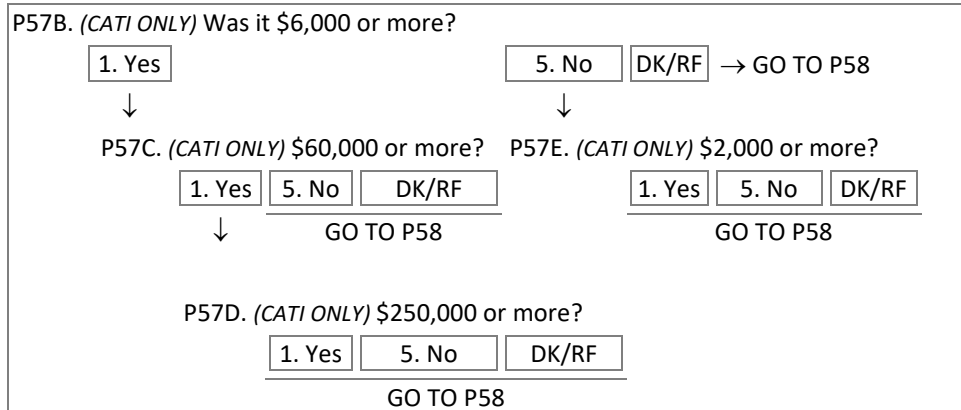 P57B. (CATI ONLY) Was it $6,000 or more?
1. Yes 5. No DK/RF → GO TO P58
↓ ↓
P57C. (CATI ONLY) $60,000 or more? P57E. (CATI ONLY) $2,000 or more?
1. Yes 5. No DK/RF 1. Yes 5. No DK/RF
↓ GO TO P58 GO TO P58
P57D. (CATI ONLY) $250,000 or more?
1. Yes 5. No DK/RF
GO TO P58